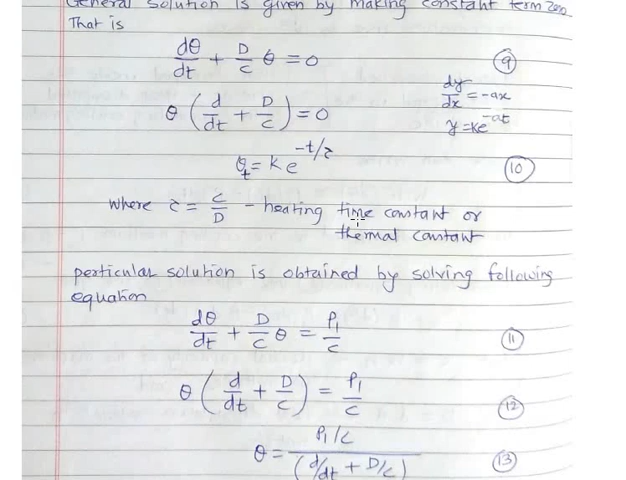 General solution is given by making constant term zero
That is
dθ/dt + D/C θ = 0 (9)
dy/dx = -ax
θ ( d/dt + D/C ) = 0
y = ke^-at
θt = k e^-t/τ (10)
where τ = C/D - heating time constant or
thermal constant
perticular solution is obtained by solving following
equation
dθ/dt + D/C θ = P1/C (11)
θ ( d/dt + D/C ) = P1/C (12)
θ = P1/C / (d/dt + D/C) (13)